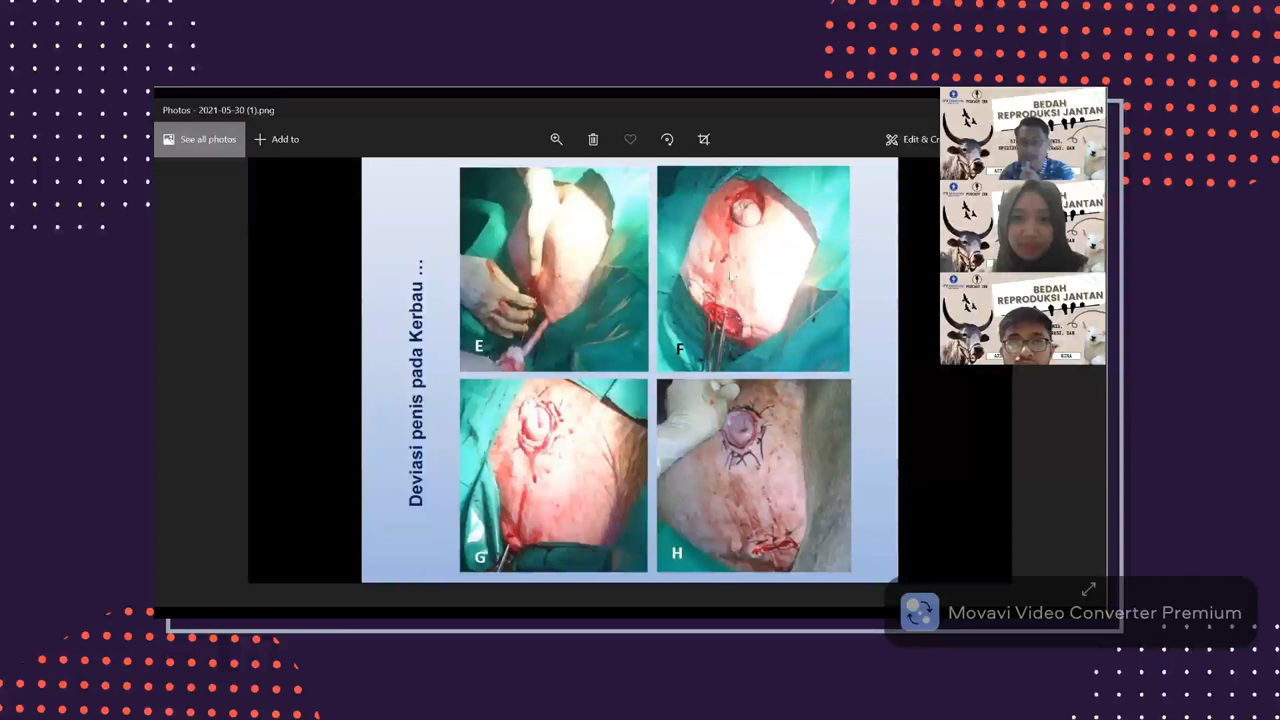 Photos - 2021-05-30 (1).png
See all photos
Add to
Edit & Cr
Deviasi penis pada Kerbau ...
E
F
G
H
BEDAH
REPRODUKSI JANTAN
BEDAH
REPRODUKSI JANTAN
BEDAH
REPRODUKSI JANTAN
Movavi Video Converter Premium